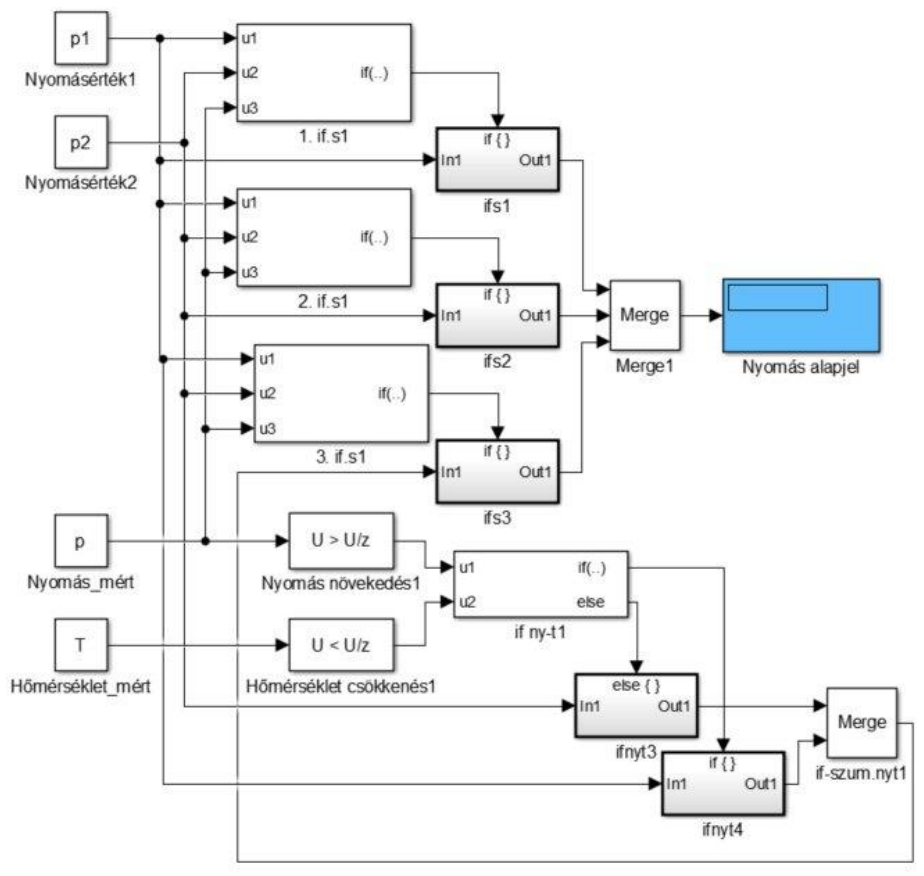 p1
Nyomásérték1
p2
Nyomásérték2
u1
u2
u3
if(..)
1. if.s1
if { }
In1
Out1
ifs1
u1
u2
u3
if(..)
2. if.s1
if { }
In1
Out1
ifs2
Merge
Merge1
Nyomás alapjel
u1
u2
u3
if(..)
3. if.s1
if { }
In1
Out1
ifs3
p
Nyomás_mért
U > U/z
Nyomás növekedés1
T
Hőmérséklet_mért
U < U/z
Hőmérséklet csökkenés1
u1
u2
if(..)
else
if ny-t1
else { }
In1
Out1
ifnyt3
if { }
In1
Out1
ifnyt4
Merge
if-szum.nyt1